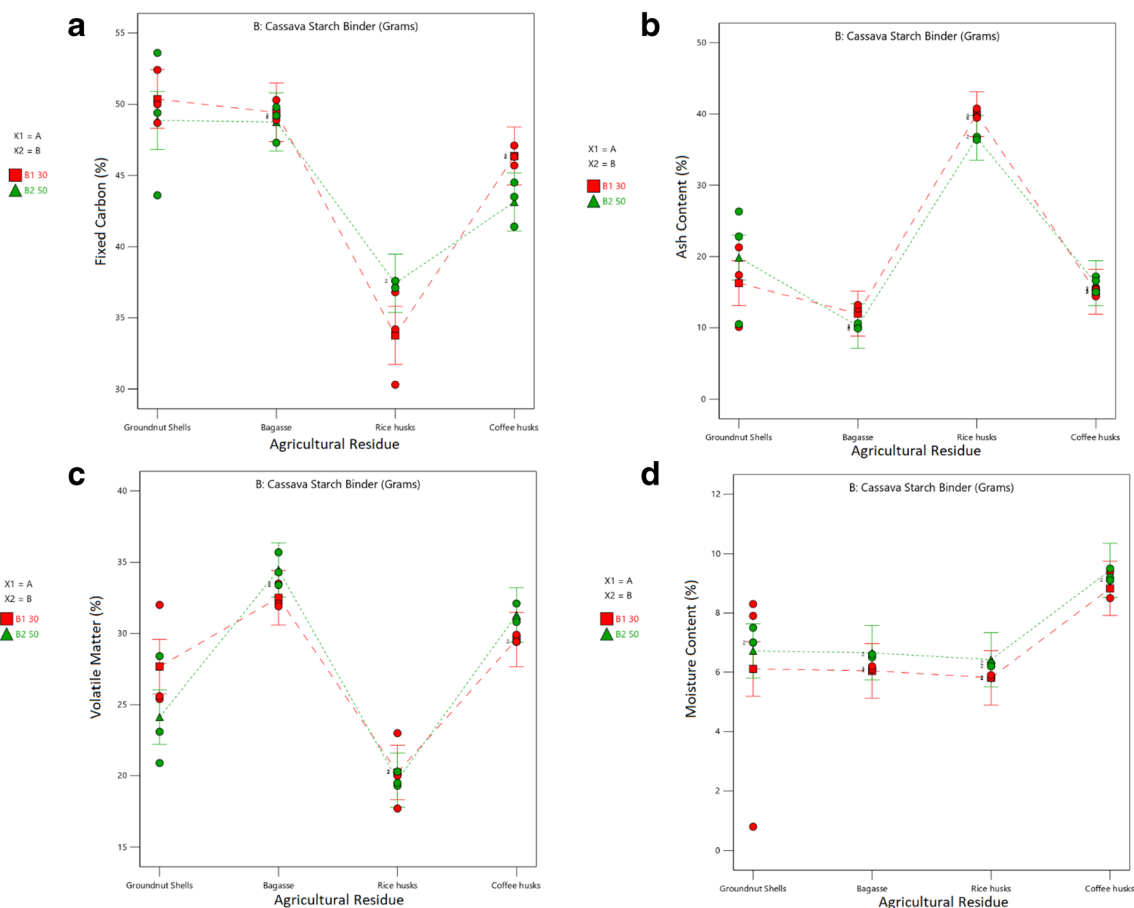 a
B: Cassava Starch Binder (Grams)
55
50
45
40
35
30
Fixed Carbon (%)
X1 = A
X2 = B
B1 30
B2 50
Groundnut Shells
Bagasse
Rice husks
Coffee husks
Agricultural Residue
b
B: Cassava Starch Binder (Grams)
50
40
30
20
10
0
Ash Content (%)
X1 = A
X2 = B
B1 30
B2 50
Groundnut Shells
Bagasse
Rice husks
Coffee husks
Agricultural Residue
c
B: Cassava Starch Binder (Grams)
40
35
30
25
20
15
Volatile Matter (%)
X1 = A
X2 = B
B1 30
B2 50
Groundnut Shells
Bagasse
Rice husks
Coffee husks
Agricultural Residue
d
B: Cassava Starch Binder (Grams)
12
10
8
6
4
2
0
Moisture Content (%)
X1 = A
X2 = B
B1 30
B2 50
Groundnut Shells
Bagasse
Rice husks
Coffee husks
Agricultural Residue